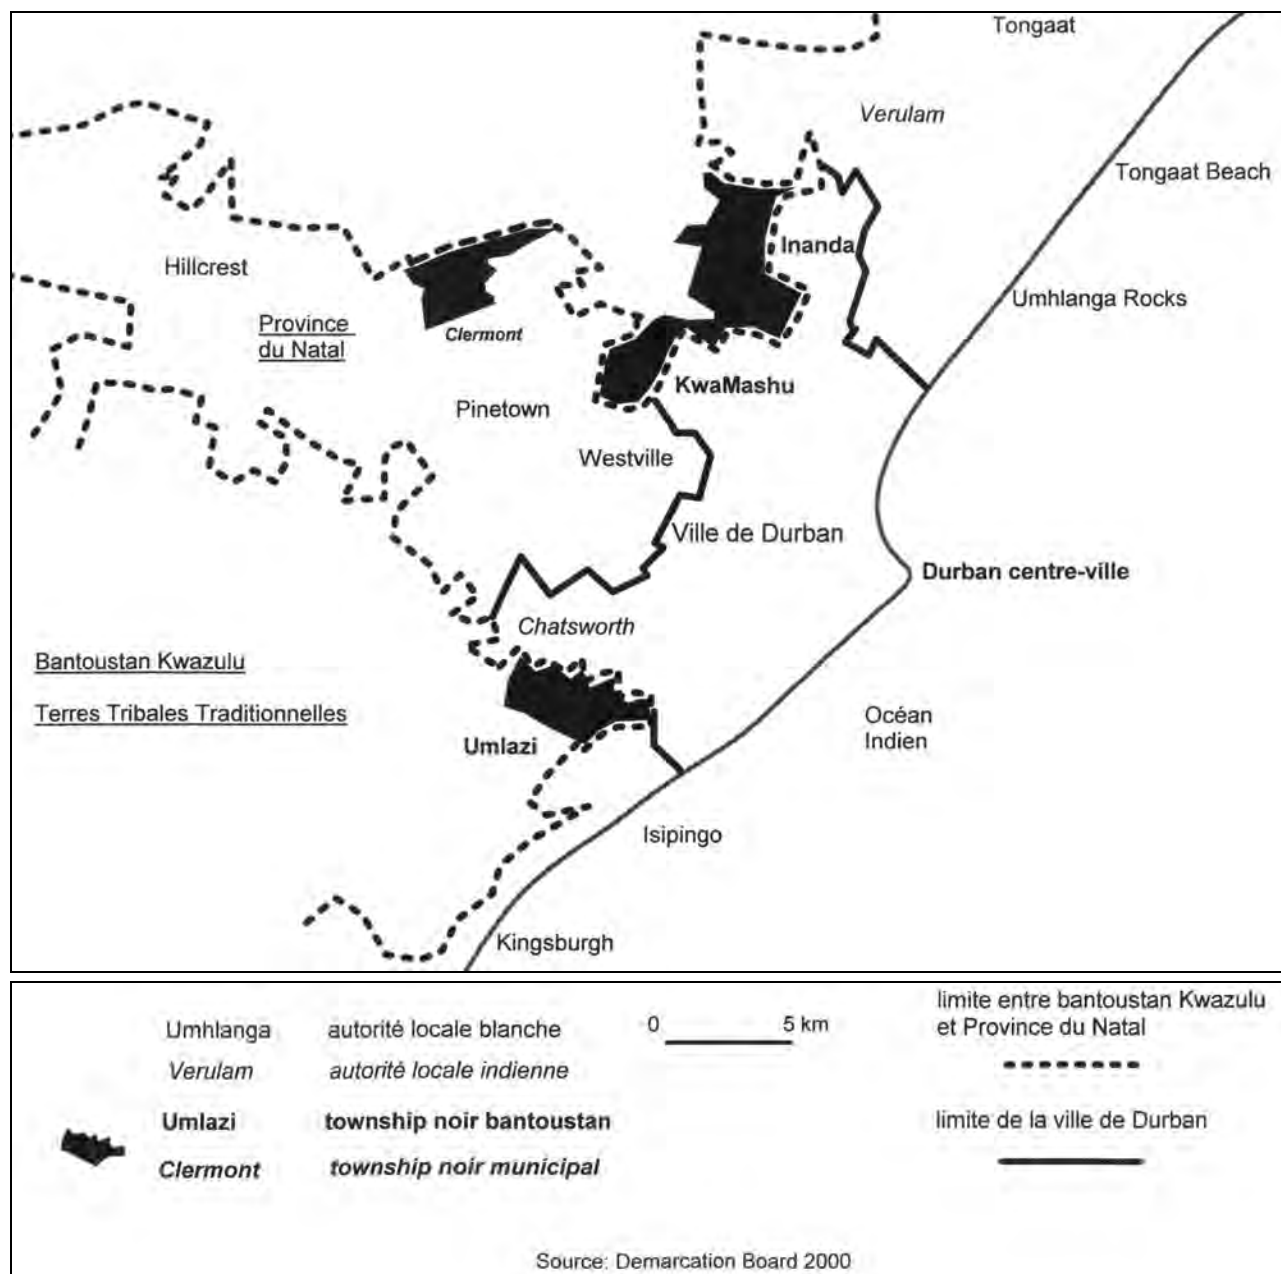 Tongaat
Verulam
Tongaat Beach
Inanda
Hillcrest
Umhlanga Rocks
Province
du Natal
Clermont
KwaMashu
Pinetown
Westville
Ville de Durban
Durban centre-ville
Chatsworth
Bantoustan Kwazulu
Terres Tribales Traditionnelles
Océan
Indien
Umlazi
Isipingo
Kingsburgh
limite entre bantoustan Kwazulu
et Province du Natal
Umhlanga autorité locale blanche
0 5 km
Verulam autorité locale indienne
Umlazi township noir bantoustan
limite de la ville de Durban
Clermont township noir municipal
Source: Demarcation Board 2000